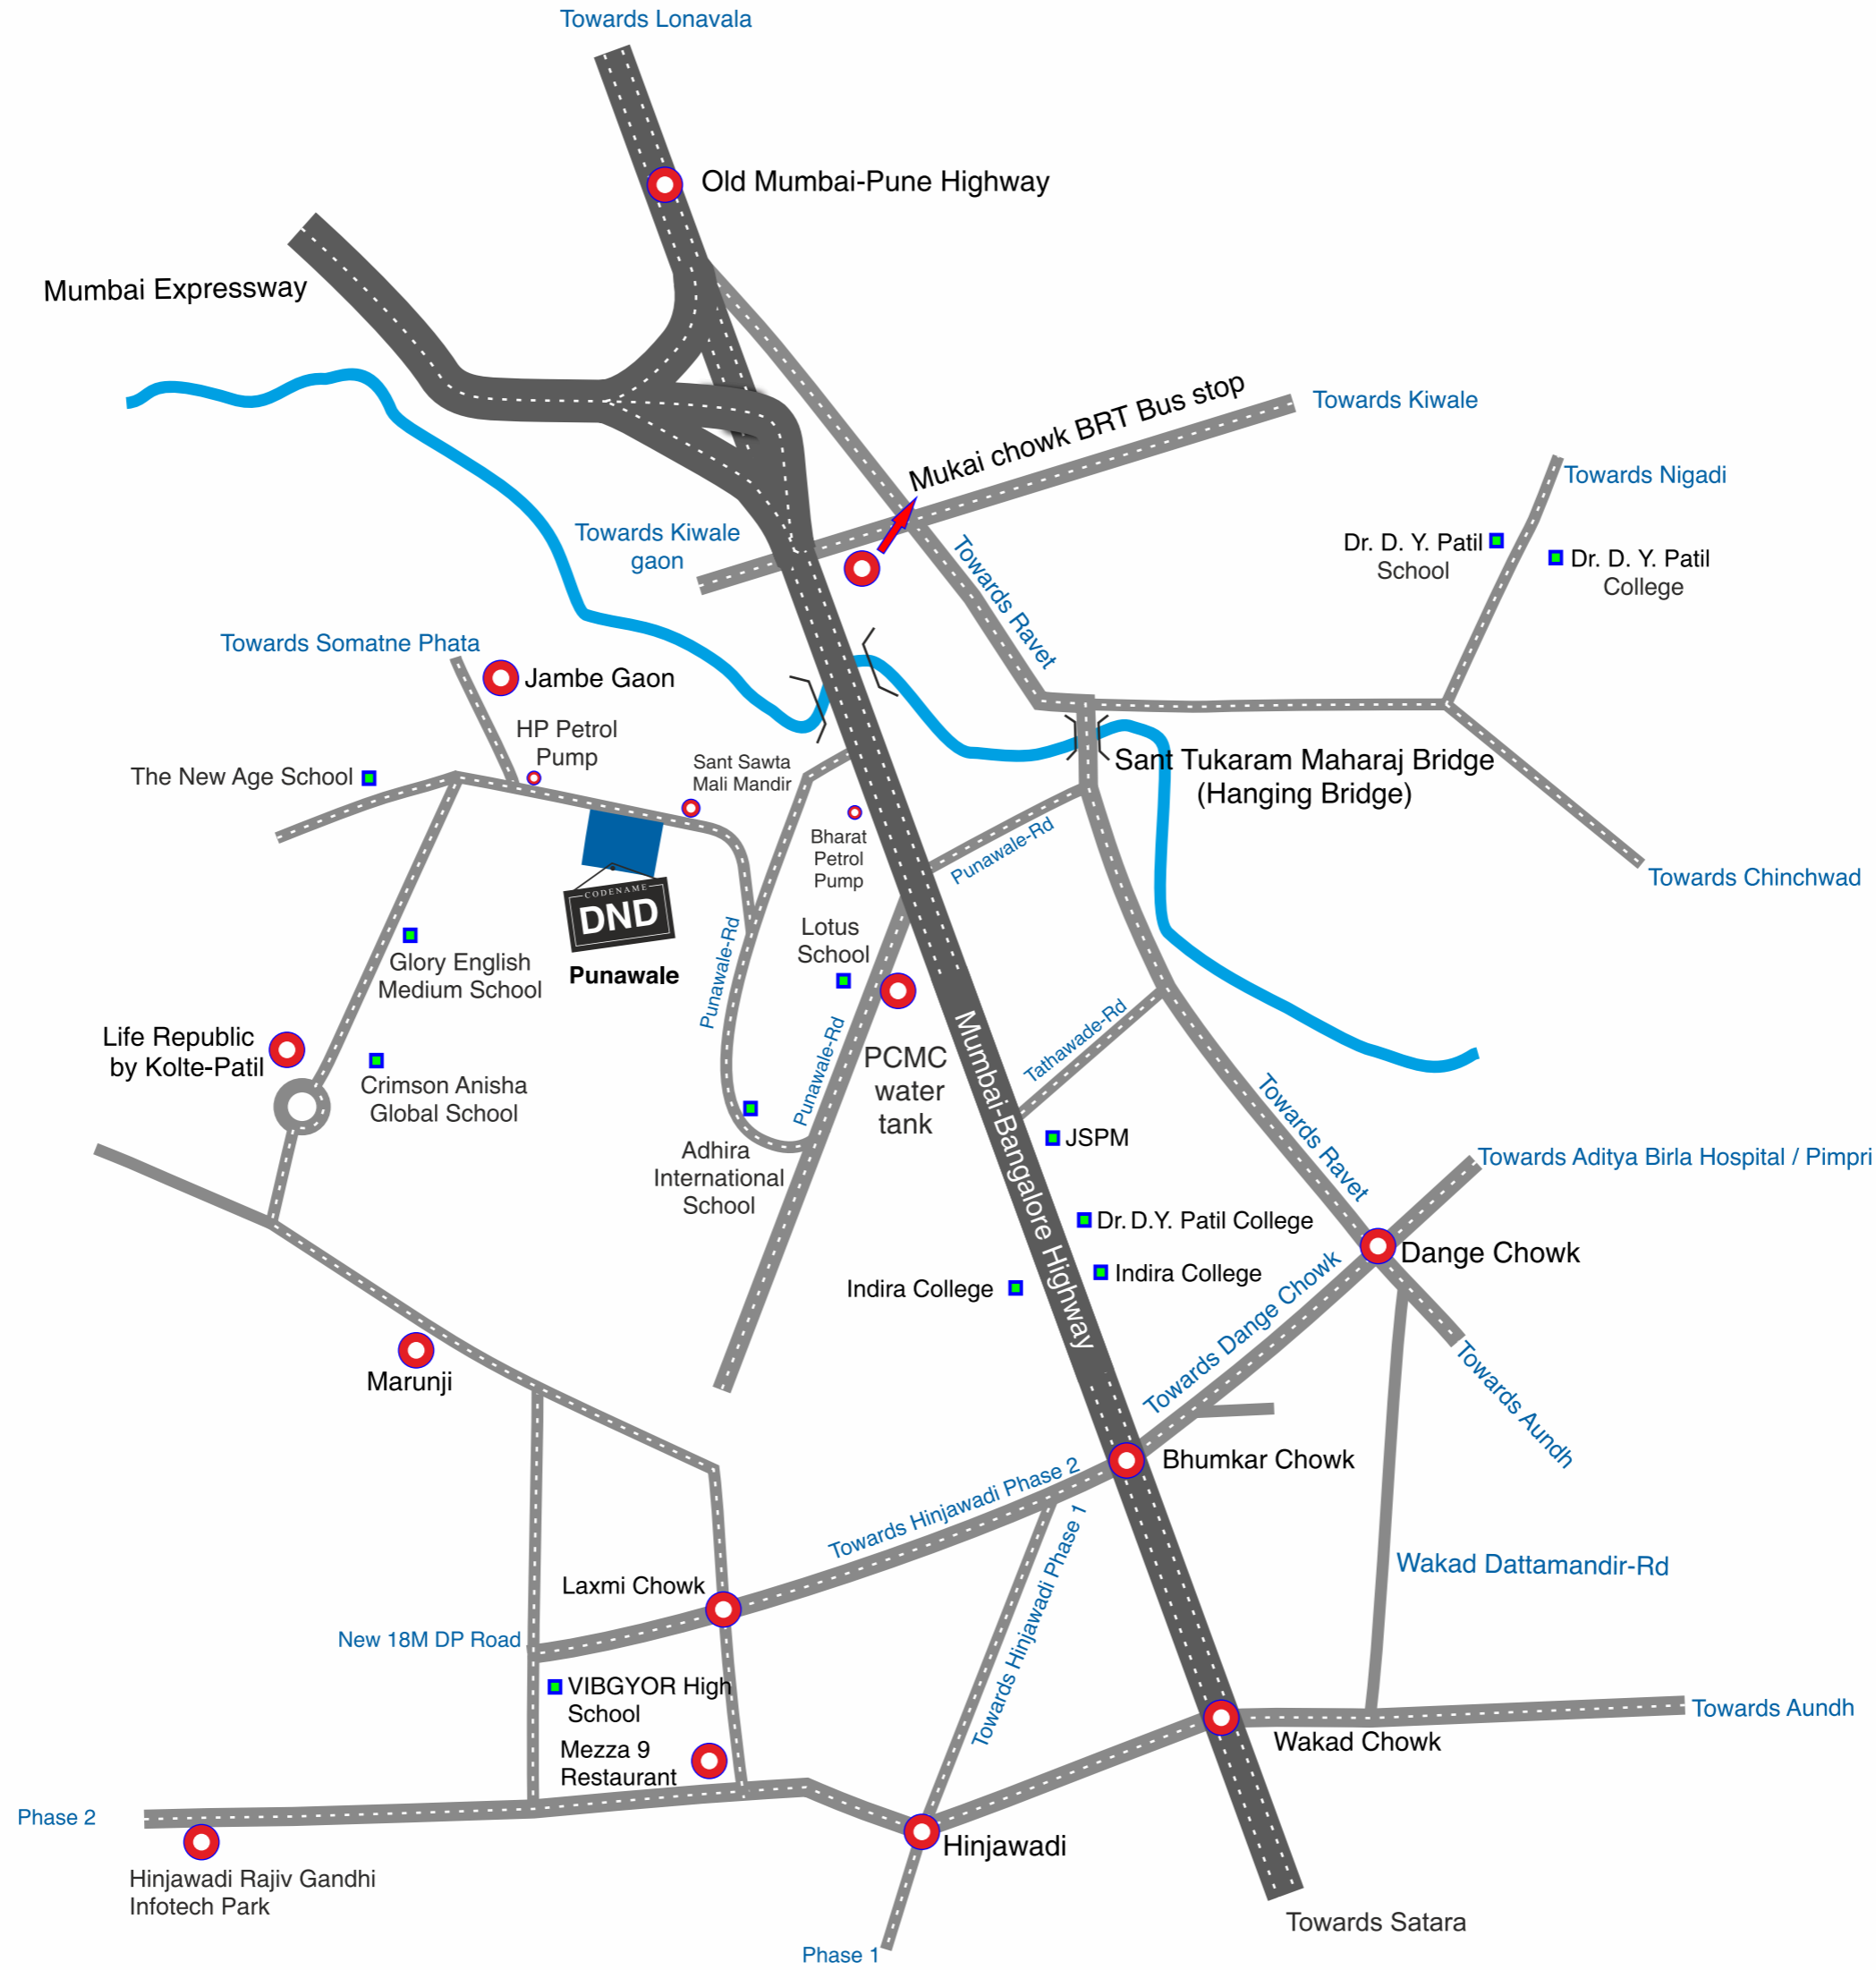 Towards Lonavala
Old Mumbai-Pune Highway
Mumbai Expressway
Mukai chowk BRT Bus stop
Towards Kiwale
Towards Nigadi
Towards Kiwale
gaon
Towards Ravet
Dr. D. Y. Patil
School
Dr. D. Y. Patil
College
Towards Somatne Phata
Jambe Gaon
HP Petrol
Pump
Sant Sawta
Mali Mandir
The New Age School
Sant Tukaram Maharaj Bridge
(Hanging Bridge)
Bharat
Petrol
Pump
Punawale-Rd
Towards Chinchwad
CODENAME
DND
Punawale
Punawale-Rd
Lotus
School
Glory English
Medium School
Life Republic
by Kolte-Patil
Crimson Anisha
Global School
Punawale-Rd
PCMC
water
tank
Mumbai-Bangalore Highway
Tathawade-Rd
Towards Ravet
JSPM
Adhira
International
School
Towards Aditya Birla Hospital / Pimpri
Dr. D.Y. Patil College
Dange Chowk
Indira College
Indira College
Towards Dange Chowk
Towards Aundh
Marunji
Bhumkar Chowk
Towards Hinjawadi Phase 2
Towards Hinjawadi Phase 1
Wakad Dattamandir-Rd
Laxmi Chowk
New 18M DP Road
VIBGYOR High
School
Mezza 9
Restaurant
Wakad Chowk
Towards Aundh
Phase 2
Hinjawadi
Hinjawadi Rajiv Gandhi
Infotech Park
Towards Satara
Phase 1